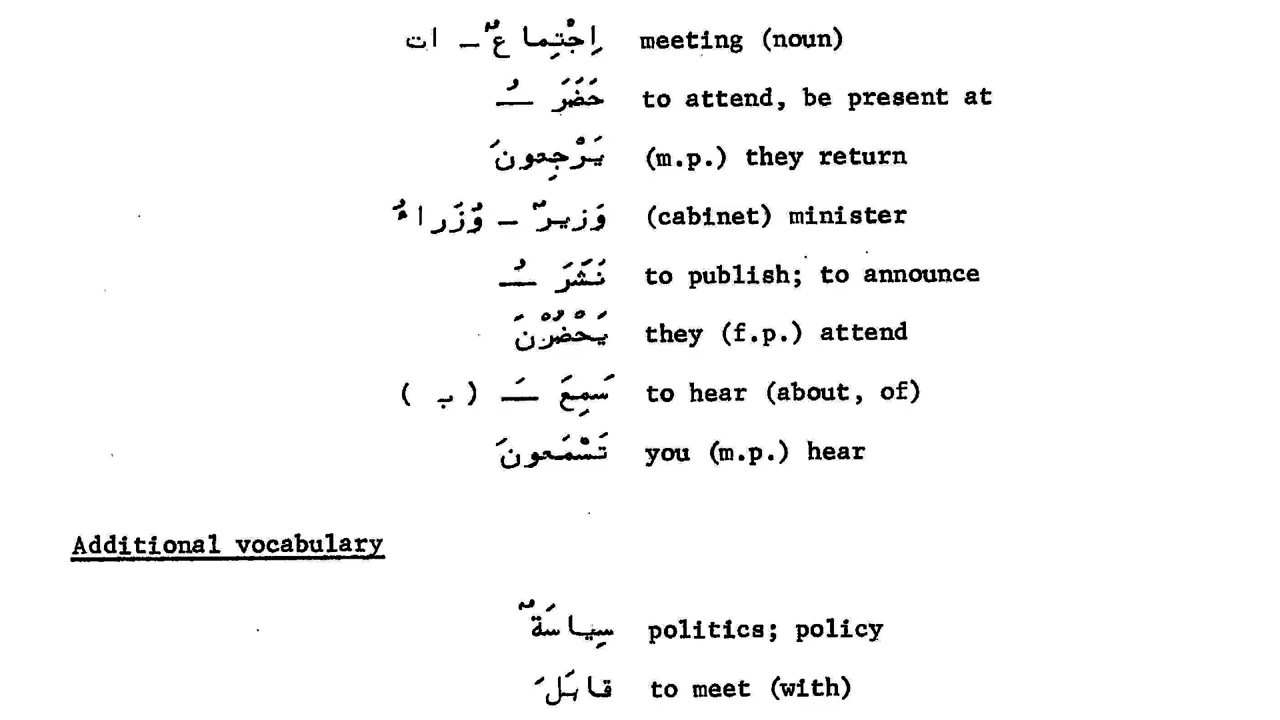 اِجْتِماعٌ ـ ات meeting (noun)
حَضَرَ ـُ to attend, be present at
يَرْجِعونَ (m.p.) they return
وَزيرٌ ـ وُزَراءُ (cabinet) minister
نَشَرَ ـُ to publish; to announce
يَحْضُرْنَ they (f.p.) attend
سَمِعَ ـَ ( بـ ) to hear (about, of)
تَسْمَعونَ you (m.p.) hear
Additional vocabulary
سِياسَةٌ politics; policy
قابَلَ to meet (with)